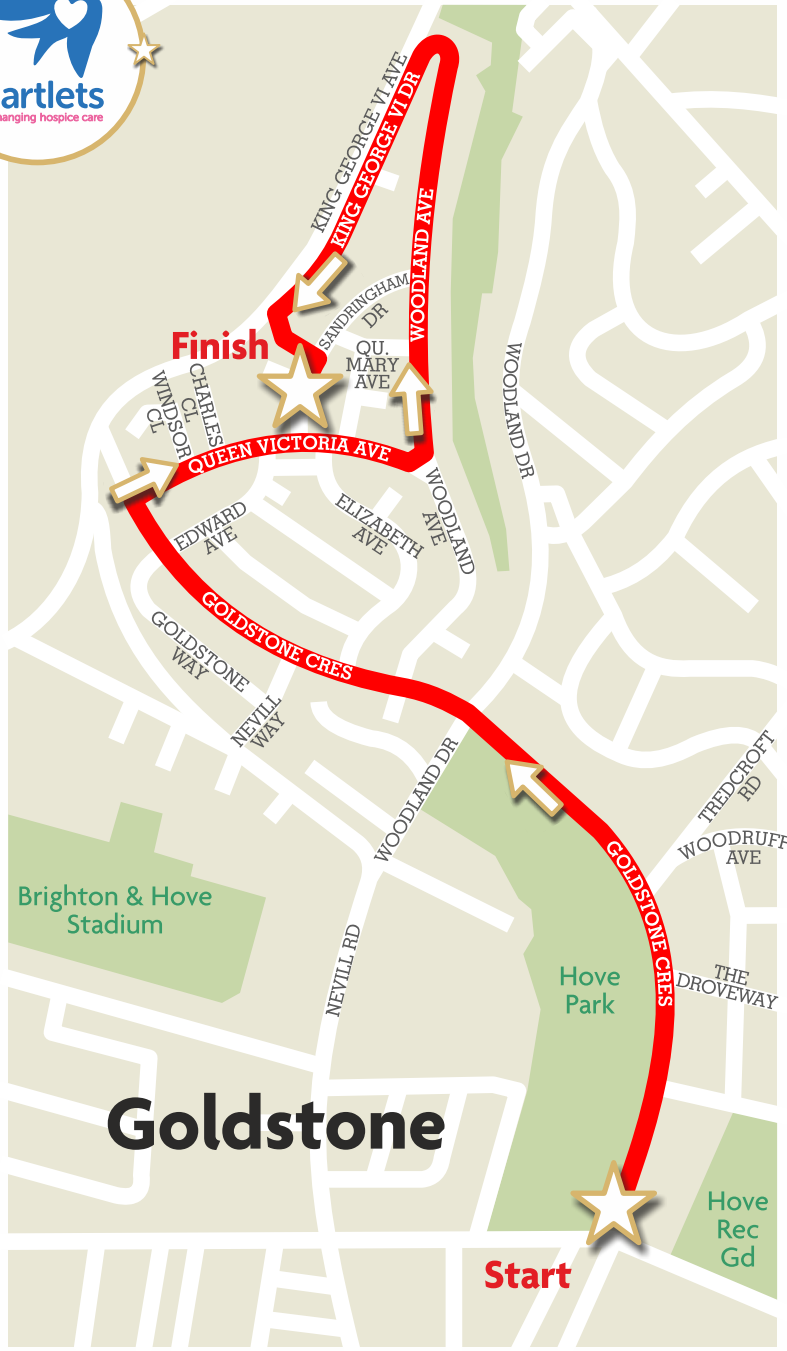 artlets
hanging hospice care
KING GEORGE VI AVE
KING GEORGE VI DR
WOODLAND AVE
SANDRINGHAM
DR
Finish
QU.
MARY
AVE
WOODLAND DR
CHARLES
CL
WINDSOR
CL
QUEEN VICTORIA AVE
WOODLAND
AVE
EDWARD
AVE
ELIZABETH
AVE
GOLDSTONE CRES
GOLDSTONE
WAY
NEVILL
WAY
WOODLAND DR
TREDCROFT
RD
WOODRUFF
AVE
GOLDSTONE CRES
Brighton & Hove
Stadium
NEVILL RD
Hove
Park
THE
DROVEWAY
Goldstone
Hove
Rec
Gd
Start